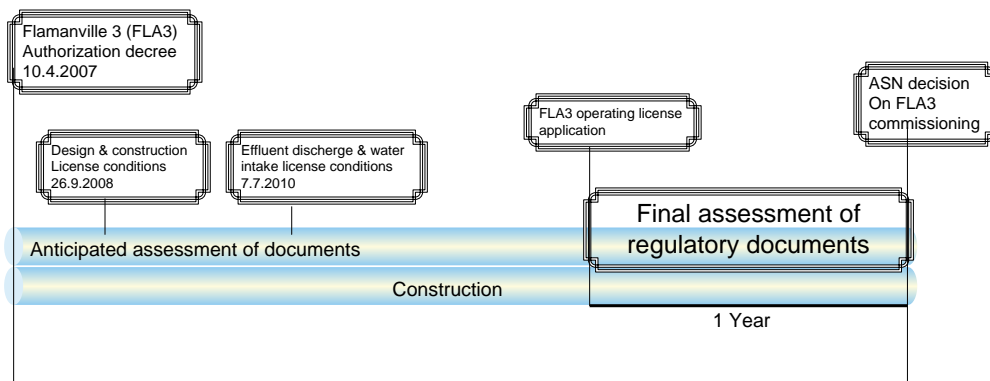 Flamanville 3 (FLA3)
Authorization decree
10.4.2007
ASN decision
On FLA3
commissioning
FLA3 operating license
application
Design & construction
License conditions
26.9.2008
Effluent discharge & water
intake license conditions
7.7.2010
Final assessment of
regulatory documents
Anticipated assessment of documents
Construction
1 Year